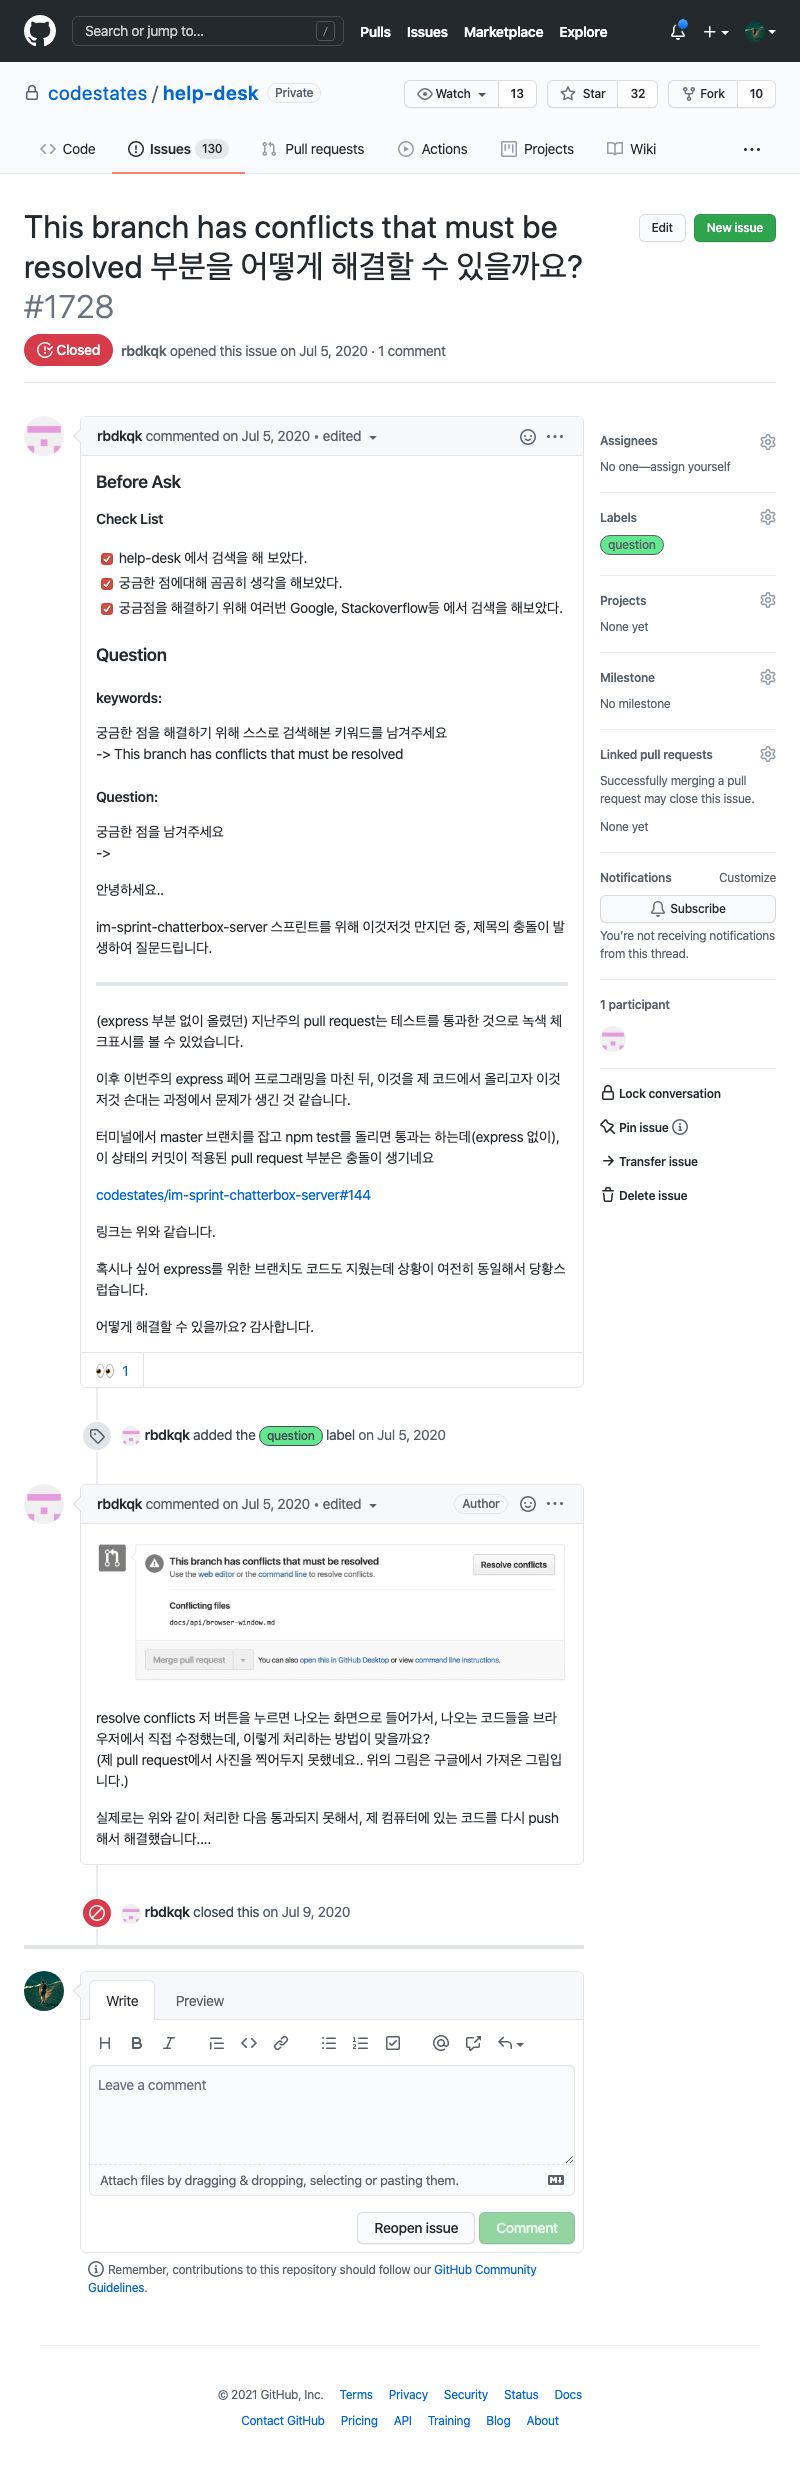 Search or jump to... /
Pulls Issues Marketplace Explore
codestates / help-desk Private
Watch 13 Star 32 Fork 10
Code Issues 130 Pull requests Actions Projects Wiki ...
This branch has conflicts that must be
resolved 부분을 어떻게 해결할 수 있을까요?
#1728
Edit New issue
Closed rbdkqk opened this issue on Jul 5, 2020 · 1 comment
rbdkqk commented on Jul 5, 2020 • edited
Before Ask
Check List
help-desk 에서 검색을 해 보았다.
궁금한 점에대해 곰곰히 생각을 해보았다.
궁금점을 해결하기 위해 여러번 Google, Stackoverflow등 에서 검색을 해보았다.
Question
keywords:
궁금한 점을 해결하기 위해 스스로 검색해본 키워드를 남겨주세요
-> This branch has conflicts that must be resolved
Question:
궁금한 점을 남겨주세요
->
안녕하세요..
im-sprint-chatterbox-server 스프린트를 위해 이것저것 만지던 중, 제목의 충돌이 발
생하여 질문드립니다.
(express 부분 없이 올렸던) 지난주의 pull request는 테스트를 통과한 것으로 녹색 체
크표시를 볼 수 있었습니다.
이후 이번주의 express 페어 프로그래밍을 마친 뒤, 이것을 제 코드에서 올리고자 이것
저것 손대는 과정에서 문제가 생긴 것 같습니다.
터미널에서 master 브랜치를 잡고 npm test를 돌리면 통과는 하는데(express 없이),
이 상태의 커밋이 적용된 pull request 부분은 충돌이 생기네요
codestates/im-sprint-chatterbox-server#144
링크는 위와 같습니다.
혹시나 싶어 express를 위한 브랜치도 코드도 지웠는데 상황이 여전히 동일해서 당황스
럽습니다.
어떻게 해결할 수 있을까요? 감사합니다.
👀 1
Assignees
No one—assign yourself
Labels
question
Projects
None yet
Milestone
No milestone
Linked pull requests
Successfully merging a pull
request may close this issue.
None yet
Notifications Customize
Subscribe
You're not receiving notifications
from this thread.
1 participant
Lock conversation
Pin issue
Transfer issue
Delete issue
rbdkqk added the question label on Jul 5, 2020
rbdkqk commented on Jul 5, 2020 • edited Author
This branch has conflicts that must be resolved
Use the web editor or the command line to resolve conflicts.
Resolve conflicts
Conflicting files
docs/api/browser-window.md
Merge pull request You can also open this in GitHub Desktop or view command line instructions.
resolve conflicts 저 버튼을 누르면 나오는 화면으로 들어가서, 나오는 코드들을 브라
우저에서 직접 수정했는데, 이렇게 처리하는 방법이 맞을까요?
(제 pull request에서 사진을 찍어두지 못했네요.. 위의 그림은 구글에서 가져온 그림입
니다.)
실제로는 위와 같이 처리한 다음 통과되지 못해서, 제 컴퓨터에 있는 코드를 다시 push
해서 해결했습니다....
rbdkqk closed this on Jul 9, 2020
Write Preview
Leave a comment
Attach files by dragging & dropping, selecting or pasting them.
Reopen issue Comment
Remember, contributions to this repository should follow our GitHub Community
Guidelines.
© 2021 GitHub, Inc. Terms Privacy Security Status Docs
Contact GitHub Pricing API Training Blog About